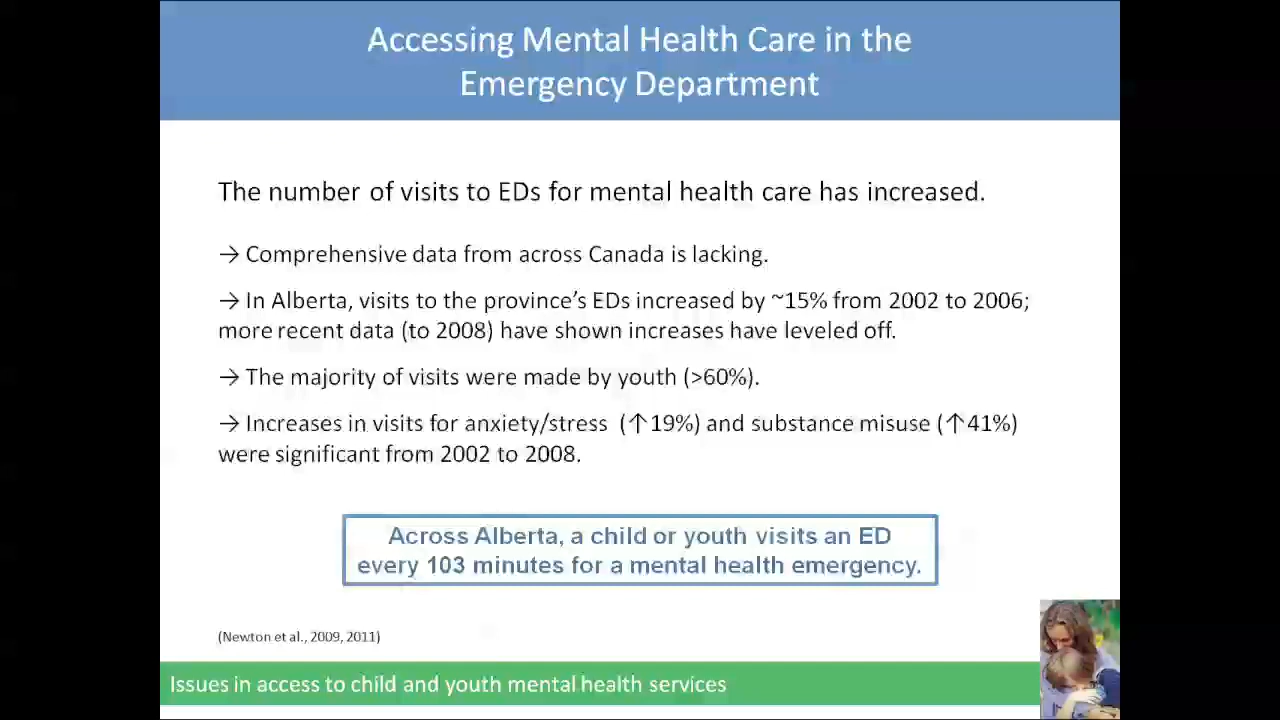 Accessing Mental Health Care in the
Emergency Department
The number of visits to EDs for mental health care has increased.
→ Comprehensive data from across Canada is lacking.
→ In Alberta, visits to the province’s EDs increased by ~15% from 2002 to 2006;
more recent data (to 2008) have shown increases have leveled off.
→ The majority of visits were made by youth (>60%).
→ Increases in visits for anxiety/stress (↑19%) and substance misuse (↑41%)
were significant from 2002 to 2008.
Across Alberta, a child or youth visits an ED
every 103 minutes for a mental health emergency.
(Newton et al., 2009, 2011)
Issues in access to child and youth mental health services